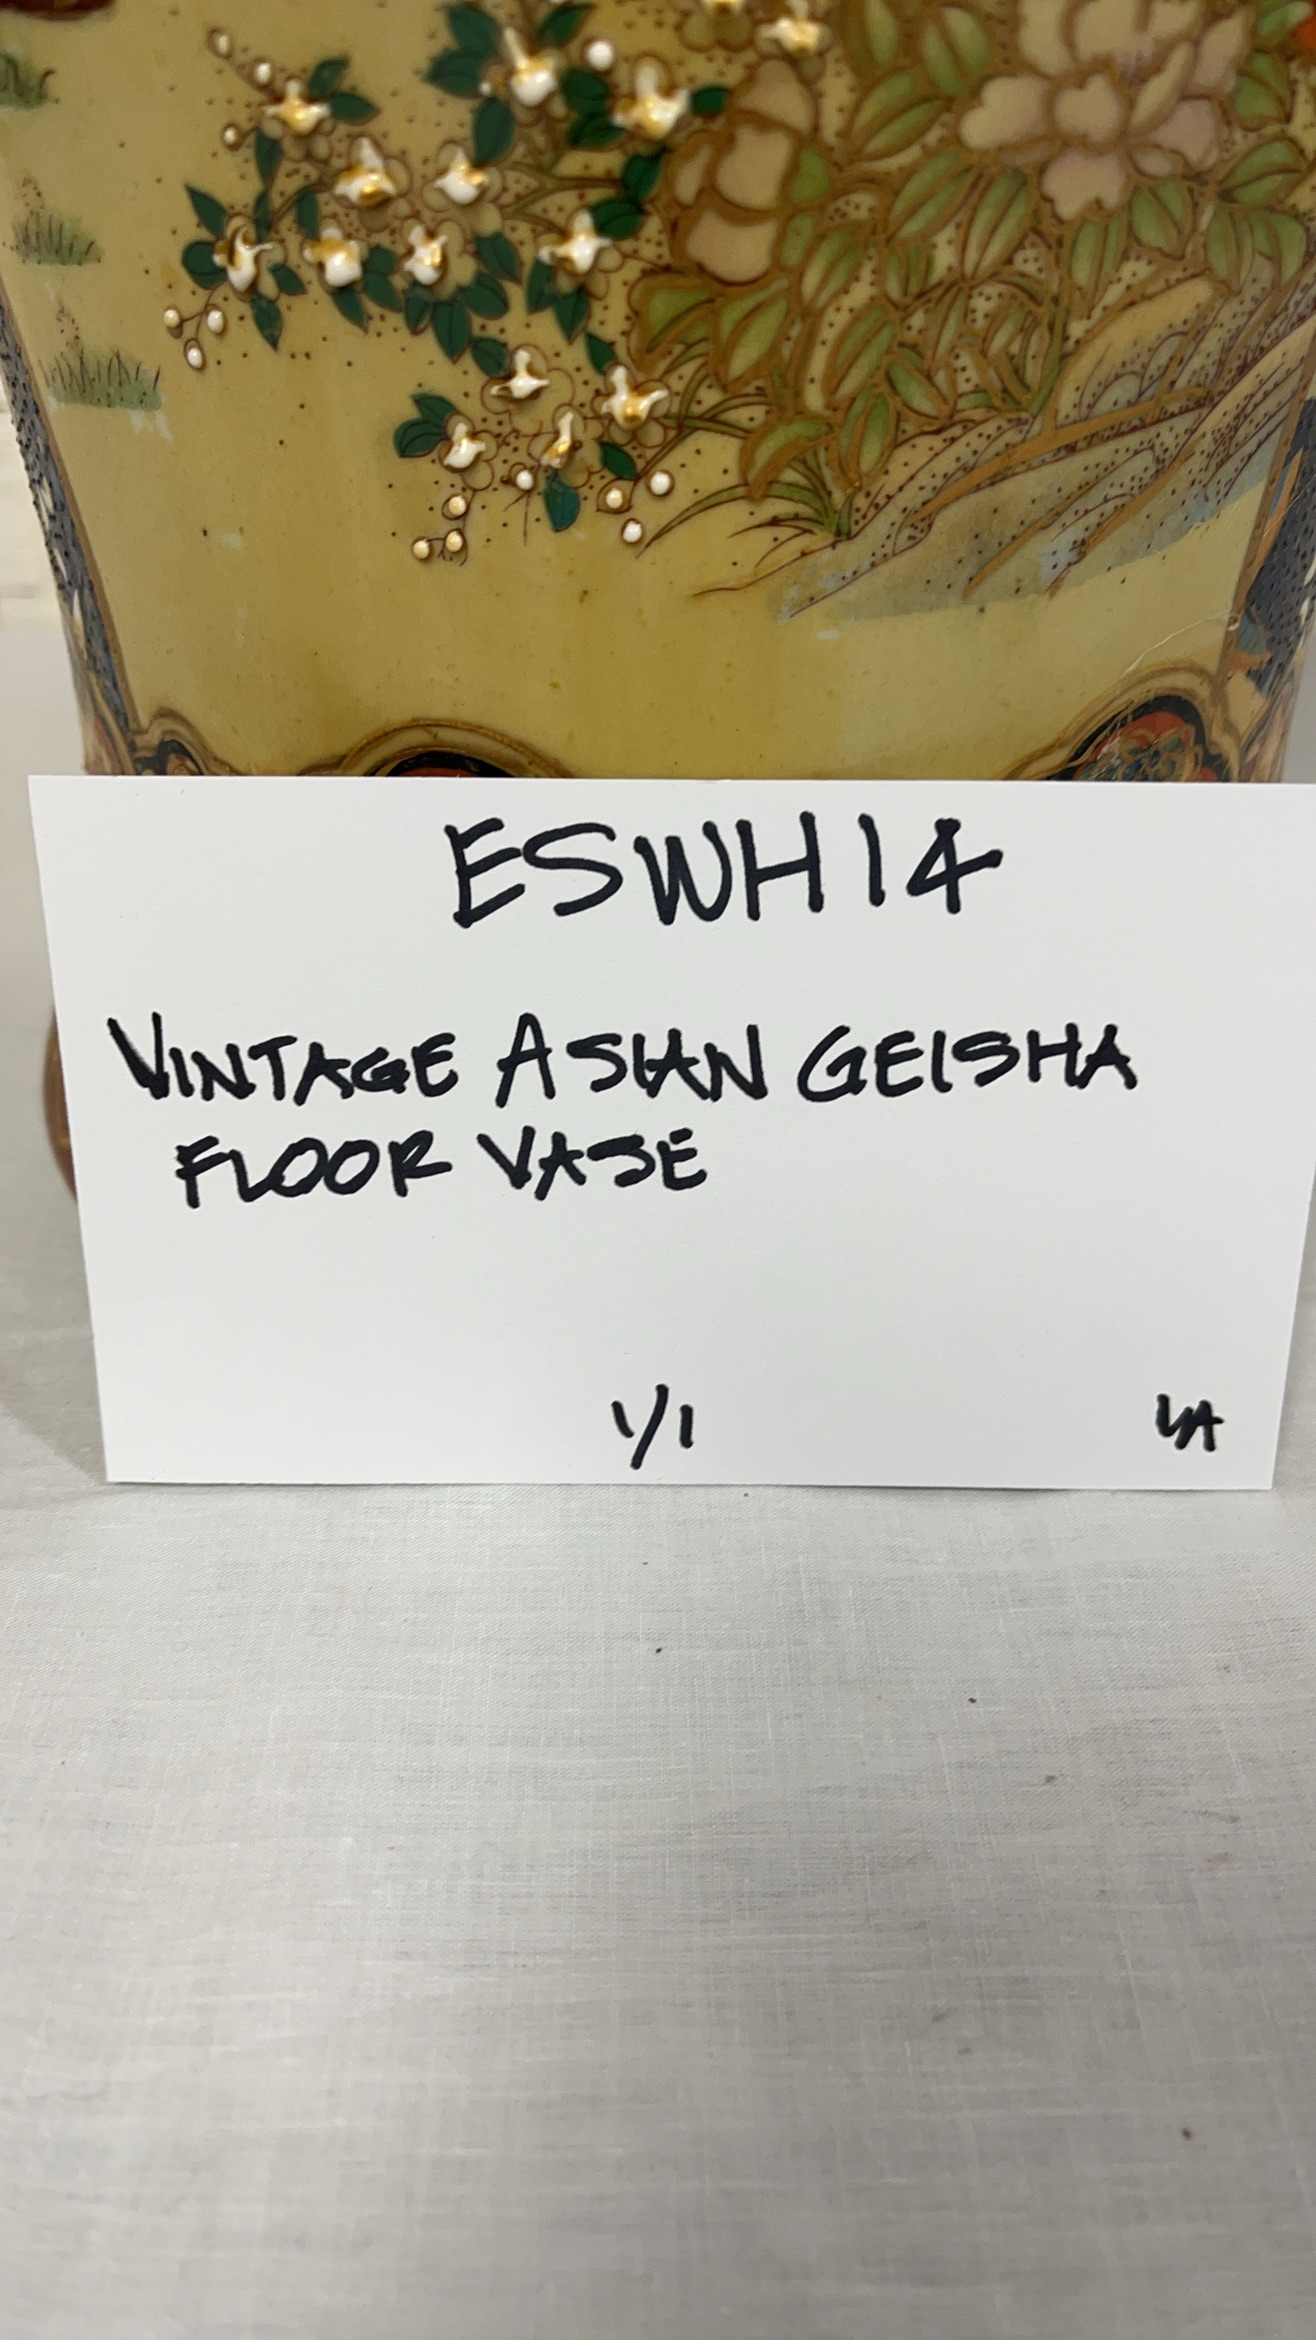 ESWH14
VINTAGE ASIAN GEISHA
FLOOR VASE
1/1 LA